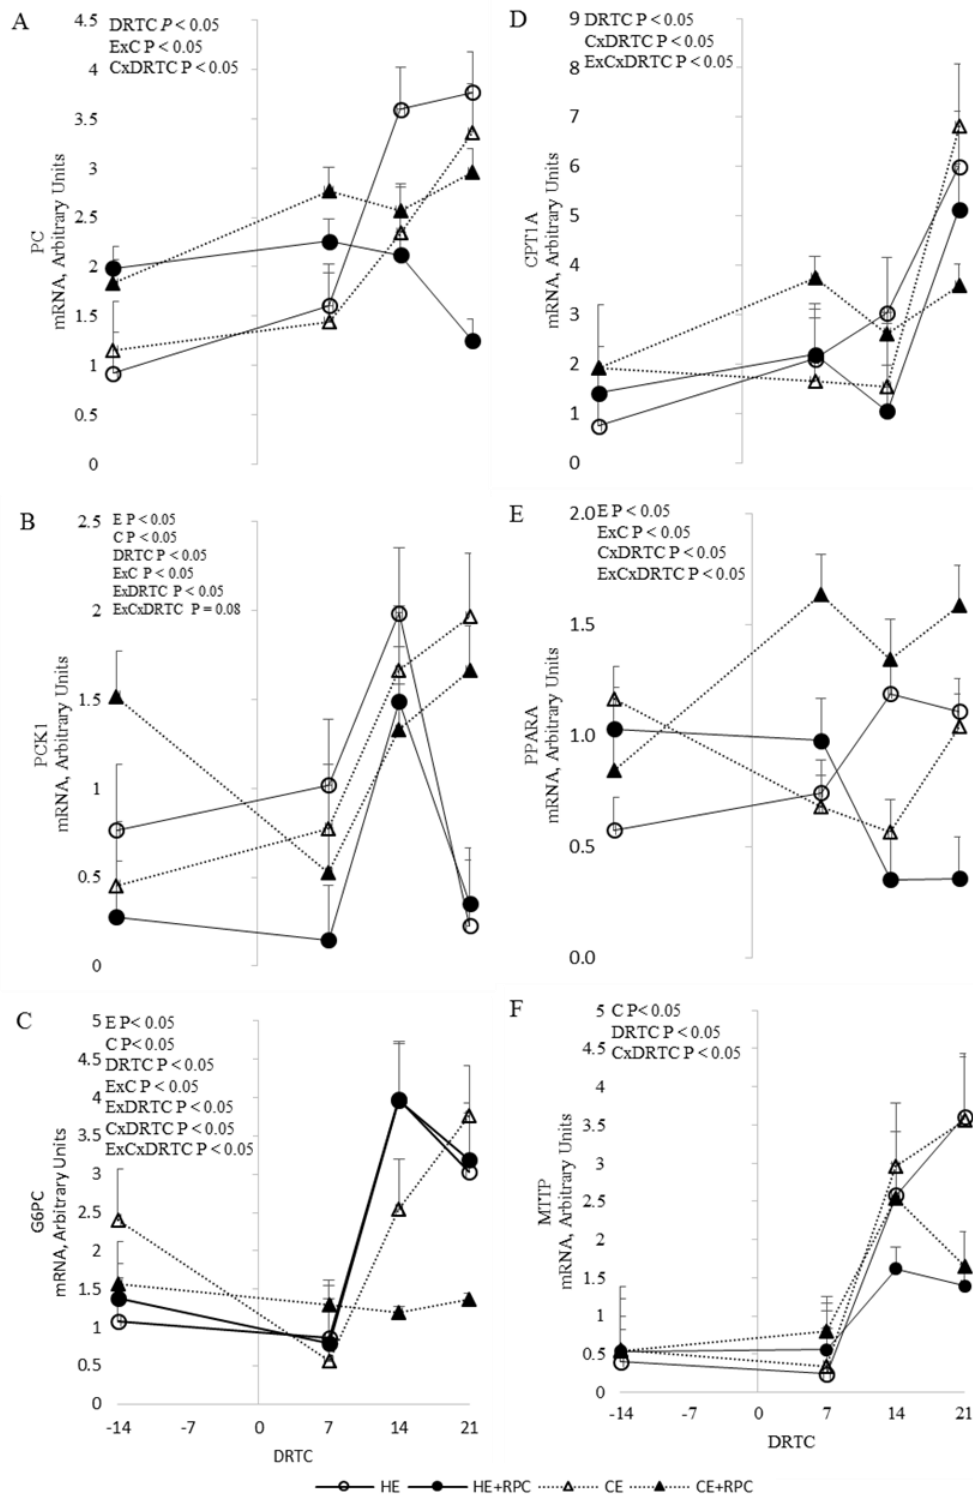 A
DRTC P < 0.05
ExC P < 0.05
CxDRTC P < 0.05
4.5
4
3.5
3
2.5
2
1.5
1
0.5
0
PC
mRNA, Arbitrary Units
D
DRTC P < 0.05
CxDRTC P < 0.05
ExCxDRTC P < 0.05
9
8
7
6
5
4
3
2
1
0
CPT1A
mRNA, Arbitrary Units
B
E P < 0.05
C P < 0.05
DRTC P < 0.05
ExC P < 0.05
ExDRTC P < 0.05
ExCxDRTC P = 0.08
2.5
2
1.5
1
0.5
0
PCK1
mRNA, Arbitrary Units
E
E P < 0.05
ExC P < 0.05
CxDRTC P < 0.05
ExCxDRTC P < 0.05
2.0
1.5
1.0
0.5
0.0
PPARA
mRNA, Arbitrary Units
C
E P < 0.05
C P < 0.05
DRTC P < 0.05
ExC P < 0.05
ExDRTC P < 0.05
CxDRTC P < 0.05
ExCxDRTC P < 0.05
5
4.5
4
3.5
3
2.5
2
1.5
1
0.5
0
G6PC
mRNA, Arbitrary Units
-14 0 7 14 21
DRTC
F
C P < 0.05
DRTC P < 0.05
CxDRTC P < 0.05
5
4.5
4
3.5
3
2.5
2
1.5
1
0.5
0
MTTP
mRNA, Arbitrary Units
-14 -7 0 7 14 21
DRTC
HE HE+RPC CE CE+RPC